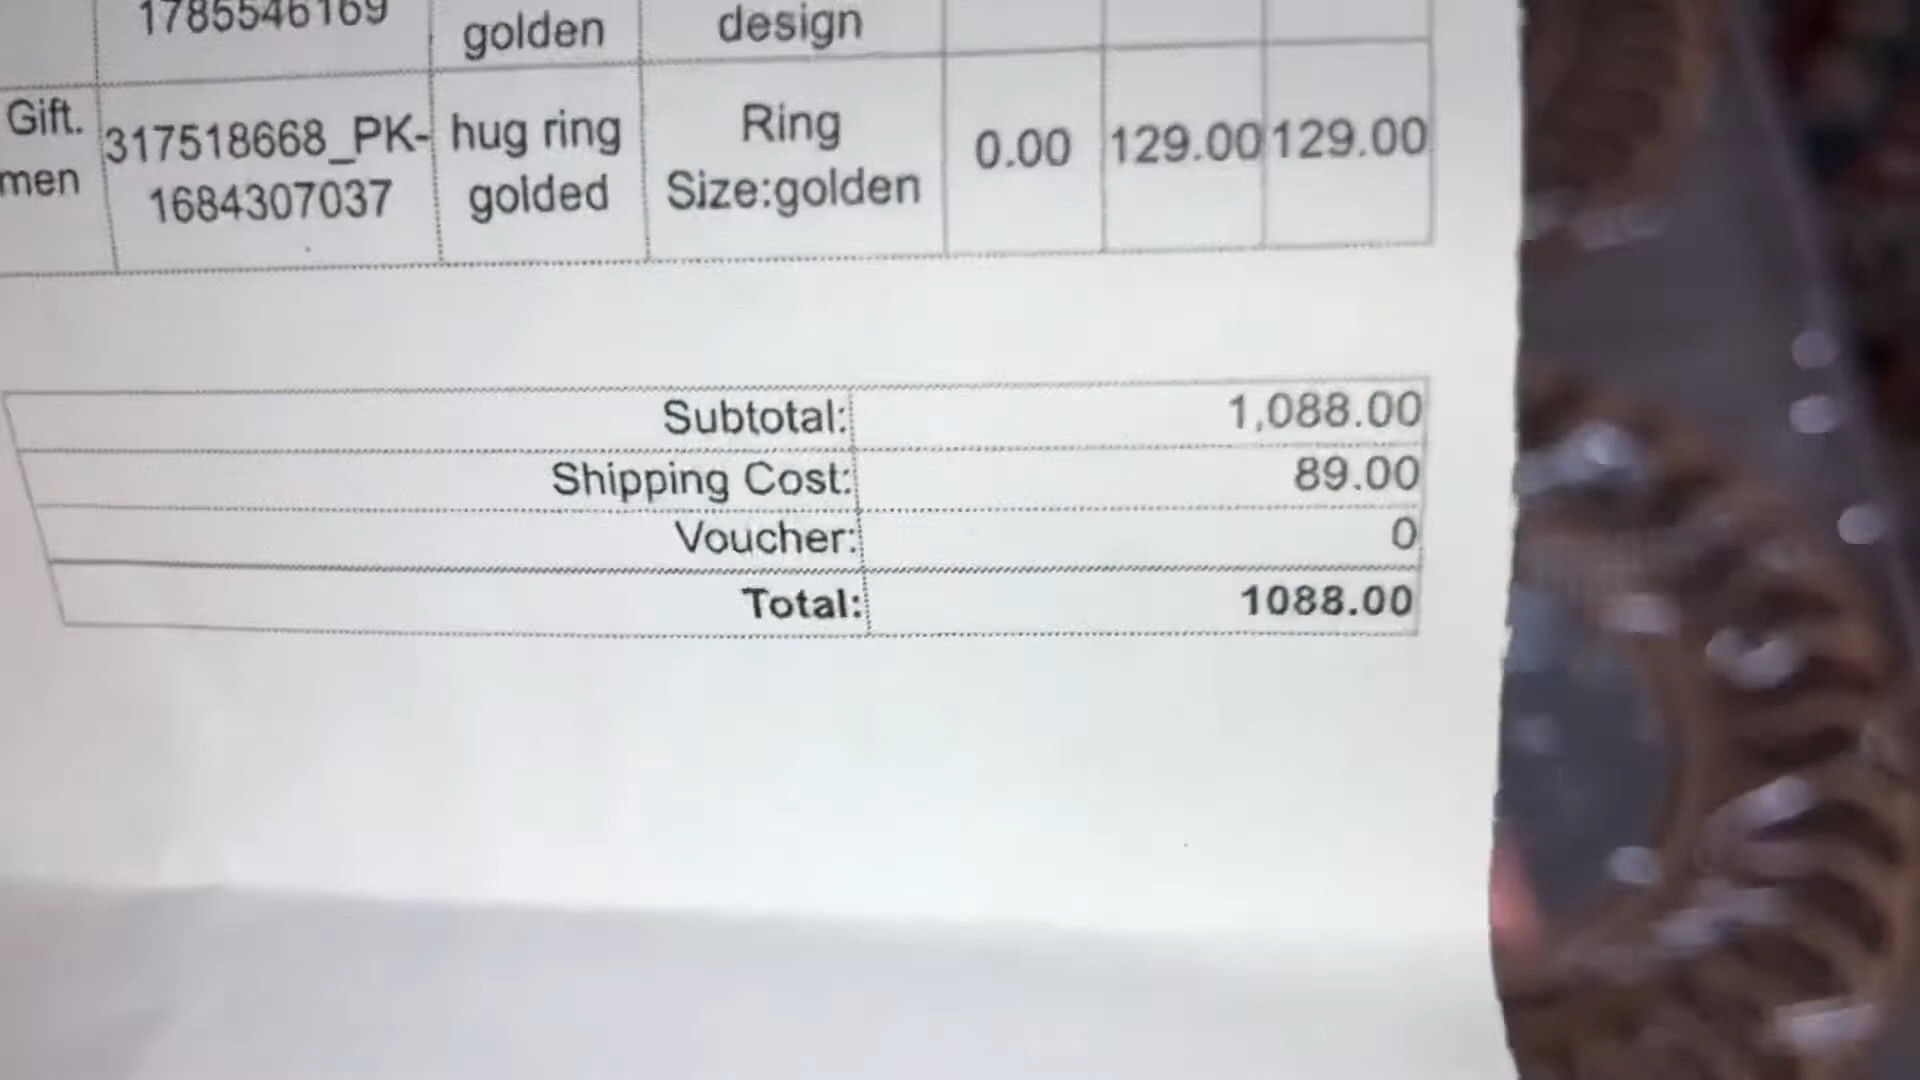 1785546169
golden
design
Gift.
men
317518668_PK-
1684307037
hug ring
golded
Ring
Size:golden
0.00
129.00
129.00
Subtotal: 1,088.00
Shipping Cost: 89.00
Voucher: 0
Total: 1088.00